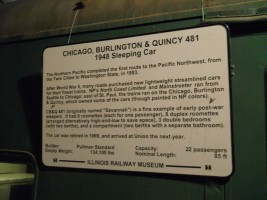 CHICAGO, BURLINGTON & QUINCY 481
1948 Sleeping Car
The Northern Pacific completed the first route to the Pacific Northwest, from
the Twin Cities to Washington State, in 1883.
After World War II, many roads purchased new lightweight streamlined cars
for their finest trains. NP's North Coast Limited and Mainstreeter ran from
Seattle to Chicago; east of St. Paul, the trains ran on the Chicago, Burlington
& Quincy, which owned some of the cars (though painted in NP colors).
CB&Q 481 (originally named "Savanna") is a fine example of early post-war
sleepers. It had 8 roomettes (each for one passenger), 6 duplex roomettes
(arranged alternately high-and-low to save space), 3 double bedrooms
(with two berths), and a compartment (two berths with a separate bathroom).
The car was retired in 1969, and arrived at Union the next year.
Builder: Pullman Standard Capacity: 22 passengers
Empty Weight: 134,100 lbs Nominal Length: 85 ft
ILLINOIS RAILWAY MUSEUM